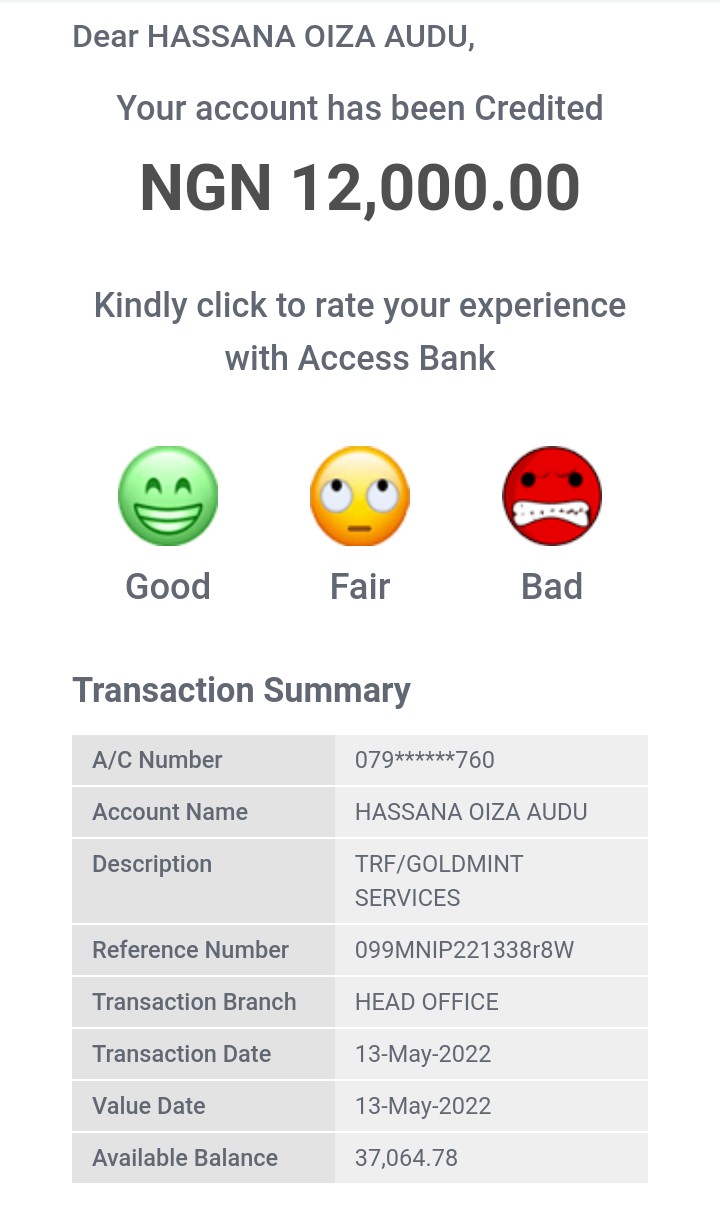 Dear HASSANA OIZA AUDU,
Your account has been Credited
NGN 12,000.00
Kindly click to rate your experience
with Access Bank
Good Fair Bad
Transaction Summary
A/C Number 079******760
Account Name HASSANA OIZA AUDU
Description TRF/GOLDMINT
SERVICES
Reference Number 099MNIP221338r8W
Transaction Branch HEAD OFFICE
Transaction Date 13-May-2022
Value Date 13-May-2022
Available Balance 37,064.78